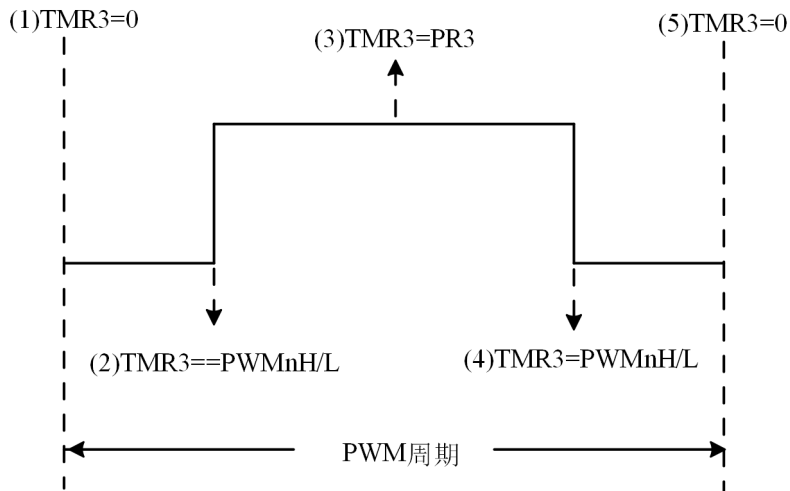 (1)TMR3=0
(3)TMR3=PR3
(5)TMR3=0
(2)TMR3==PWMnH/L
(4)TMR3=PWMnH/L
PWM周期